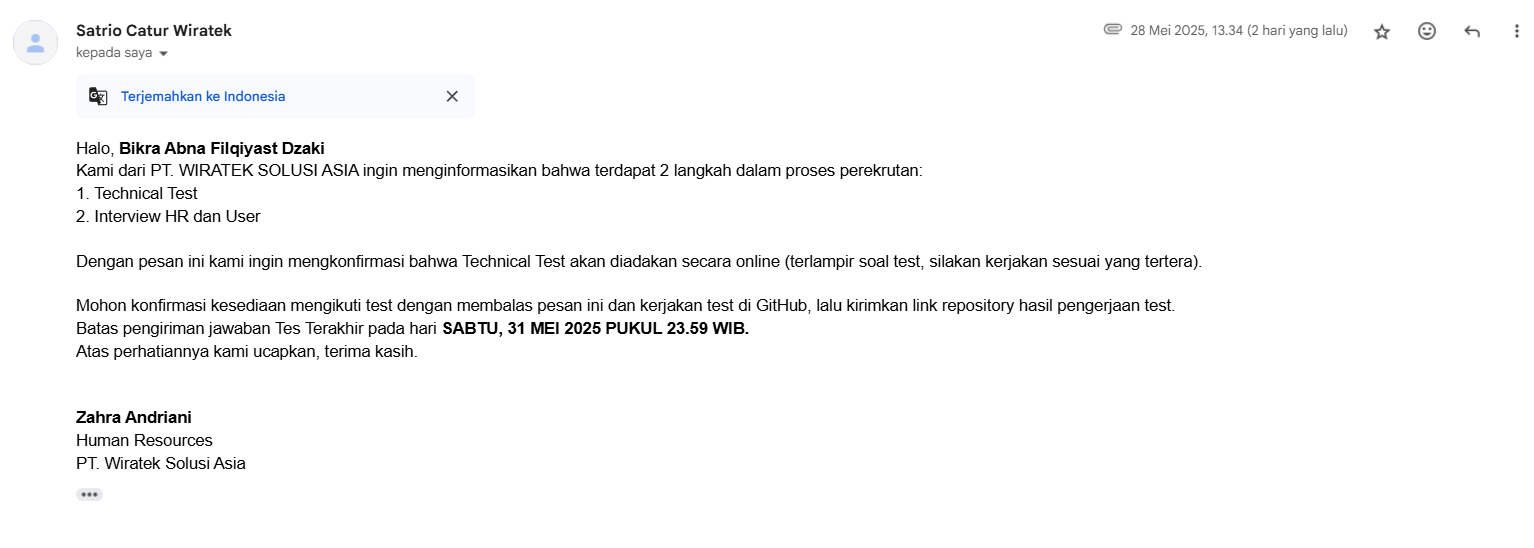 Satrio Catur Wiratek
28 Mei 2025, 13.34 (2 hari yang lalu)
kepada saya
Terjemahkan ke Indonesia
Halo, Bikra Abna Filqiyast Dzaki
Kami dari PT. WIRATEK SOLUSI ASIA ingin menginformasikan bahwa terdapat 2 langkah dalam proses perekrutan:
1. Technical Test
2. Interview HR dan User
Dengan pesan ini kami ingin mengkonfirmasi bahwa Technical Test akan diadakan secara online (terlampir soal test, silakan kerjakan sesuai yang tertera).
Mohon konfirmasi kesediaan mengikuti test dengan membalas pesan ini dan kerjakan test di GitHub, lalu kirimkan link repository hasil pengerjaan test.
Batas pengiriman jawaban Tes Terakhir pada hari SABTU, 31 MEI 2025 PUKUL 23.59 WIB.
Atas perhatiannya kami ucapkan, terima kasih.
Zahra Andriani
Human Resources
PT. Wiratek Solusi Asia